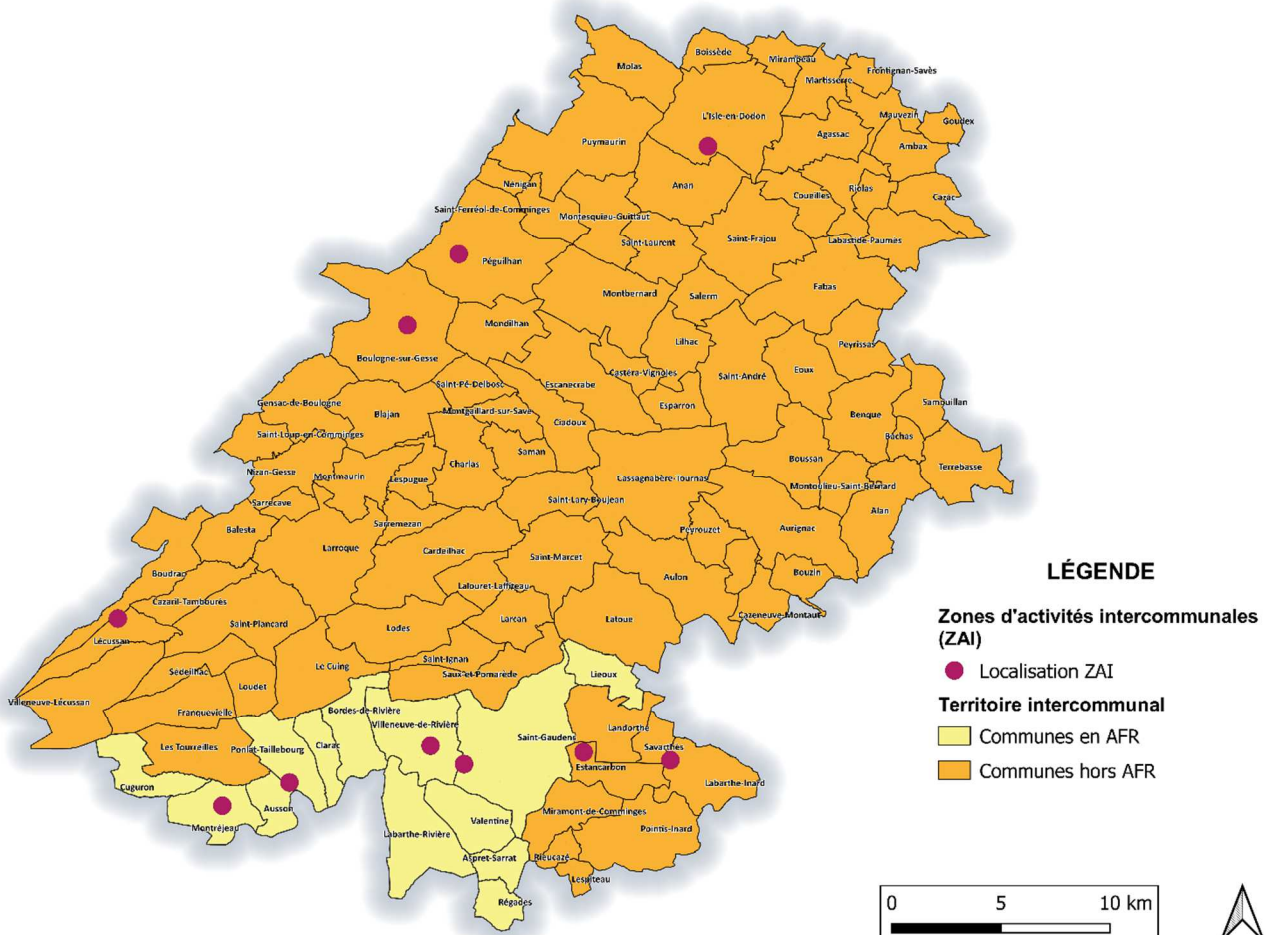 Molas
Boissède
Mirampeau
Martisserre
Frontignan-Savès
L'Isle-en-Dodon
Mauvezin
Goudex
Puymaurin
Agassac
Ambax
Nénigan
Anan
Coueilles
Riolas
Cazac
Saint-Ferréol-de-Comminges
Montesquieu-Guittaut
Saint-Laurent
Saint-Frajou
Labastide-Paumès
Péguilhan
Fabas
Montbernard
Salerm
Mondilhan
Lilhac
Peyrissas
Boulogne-sur-Gesse
Castéra-Vignoles
Saint-André
Eoux
Saint-Pé-Delbosc
Escanecrabe
Gensac-de-Boulogne
Blajan
Montgaillard-sur-Save
Esparron
Benque
Samouillan
Ciadoux
Saint-Loup-en-Comminges
Bachas
Saman
Boussan
Terrebasse
Nizan-Gesse
Montmaurin
Lespugue
Charlas
Cassagnabère-Tournas
Montoulieu-Saint-Bernard
Sarrecave
Saint-Lary-Boujean
Alan
Balesta
Sarremezan
Peyrouzet
Aurignac
Larroque
Cardeilhac
Saint-Marcet
Boudrac
Lalouret-Laffiteau
Aulon
Bouzin
Cazaril-Tambourès
Cazeneuve-Montaut
Saint-Plancard
Lodes
Larcan
Latoue
Lécussan
Sédeilhac
Le Cuing
Saint-Ignan
Saux-et-Pomarède
Lieoux
Loudet
Villeneuve-Lécussan
Franquevielle
Bordes-de-Rivière
Villeneuve-de-Rivière
Landorthe
Les Tourreilles
Ponlat-Taillebourg
Clarac
Saint-Gaudens
Savarthès
Estancarbon
Cuguron
Labarthe-Inard
Ausson
Miramont-de-Comminges
Montréjeau
Labarthe-Rivière
Valentine
Pointis-Inard
Aspret-Sarrat
Rieucazé
Lespiteau
Régades
LÉGENDE
Zones d'activités intercommunales
(ZAI)
Localisation ZAI
Territoire intercommunal
Communes en AFR
Communes hors AFR
0 5 10 km